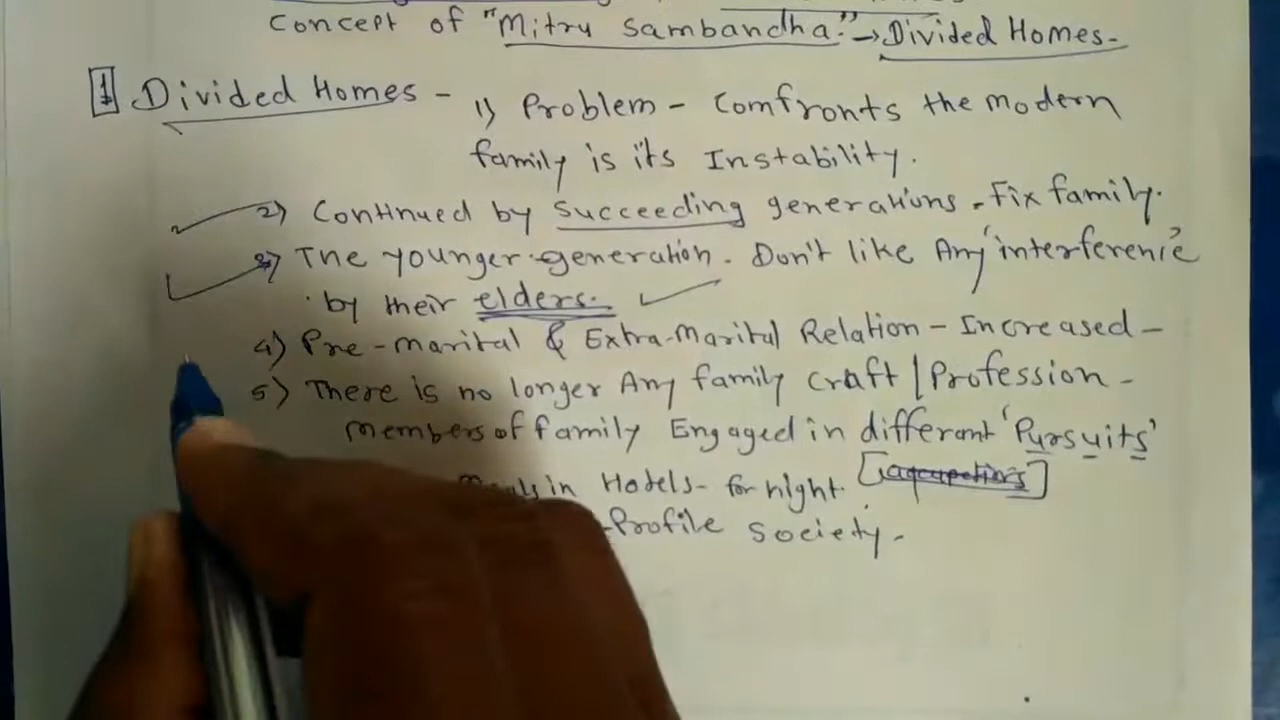 Concept of "Mitru Sambandha." → Divided Homes-
1 Divided Homes - 1) Problem - Comfronts the modern
family is its Instability.
2) Continued by succeeding generations. Fix family.
3) The younger generation. Don't like Any 'interference'
by their elders.
4) Pre-marital & Extra-Marital Relation - Increased -
5) There is no longer Any family craft / Profession -
members of family Engaged in different 'Pursuits'
in Hotels - for night.
-Profile society.